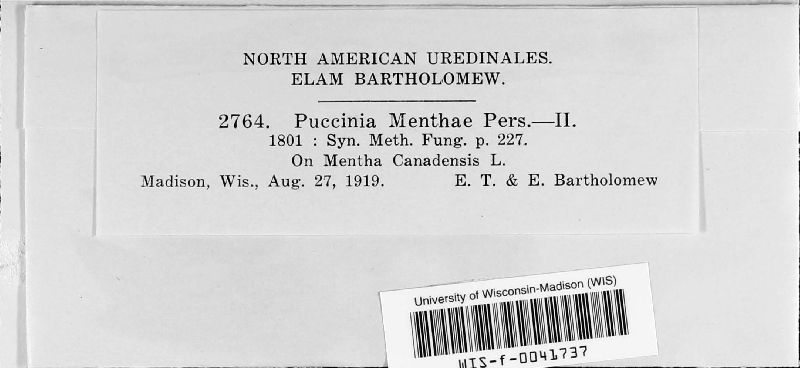 NORTH AMERICAN UREDINALES.
ELAM BARTHOLOMEW.
2764. Puccinia Menthae Pers.—II.
1801 : Syn. Meth. Fung. p. 227.
On Mentha Canadensis L.
Madison, Wis., Aug. 27, 1919. E. T. & E. Bartholomew
University of Wisconsin-Madison (WIS)
WIS-f-0041737